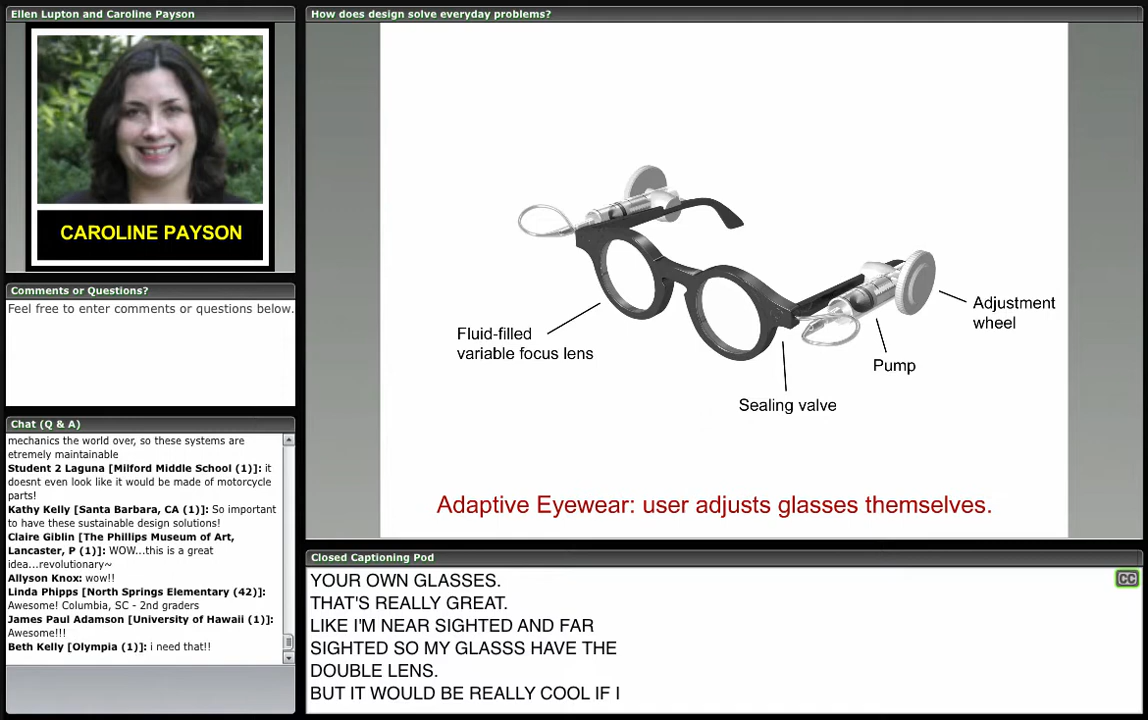 Ellen Lupton and Caroline Payson
CAROLINE PAYSON
Comments or Questions?
Feel free to enter comments or questions below.
Chat (Q & A)
mechanics the world over, so these systems are
etremely maintainable
Student 2 Laguna [Milford Middle School (1)]: it
doesnt even look like it would be made of motorcycle
parts!
Kathy Kelly [Santa Barbara, CA (1)]: So important
to have these sustainable design solutions!
Claire Giblin [The Phillips Museum of Art,
Lancaster, P (1)]: WOW...this is a great
idea...revolutionary~
Allyson Knox: wow!!
Linda Phipps [North Springs Elementary (42)]:
Awesome! Columbia, SC - 2nd graders
James Paul Adamson [University of Hawaii (1)]:
Awesome!!!
Beth Kelly [Olympia (1)]: i need that!!
How does design solve everyday problems?
Fluid-filled
variable focus lens
Adjustment
wheel
Pump
Sealing valve
Adaptive Eyewear: user adjusts glasses themselves.
Closed Captioning Pod
YOUR OWN GLASSES.
THAT'S REALLY GREAT.
LIKE I'M NEAR SIGHTED AND FAR
SIGHTED SO MY GLASSS HAVE THE
DOUBLE LENS.
BUT IT WOULD BE REALLY COOL IF I
CC